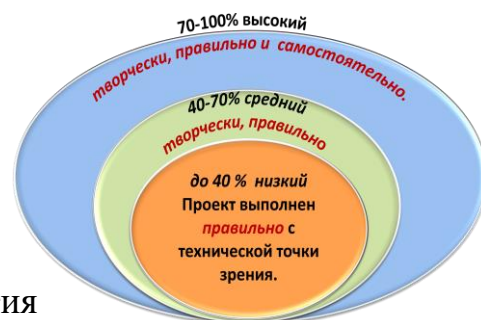 70-100% высокий
творчески, правильно и самостоятельно.
40-70% средний
творчески, правильно
до 40 % низкий
Проект выполнен
правильно с
технической точки
зрения.
ия